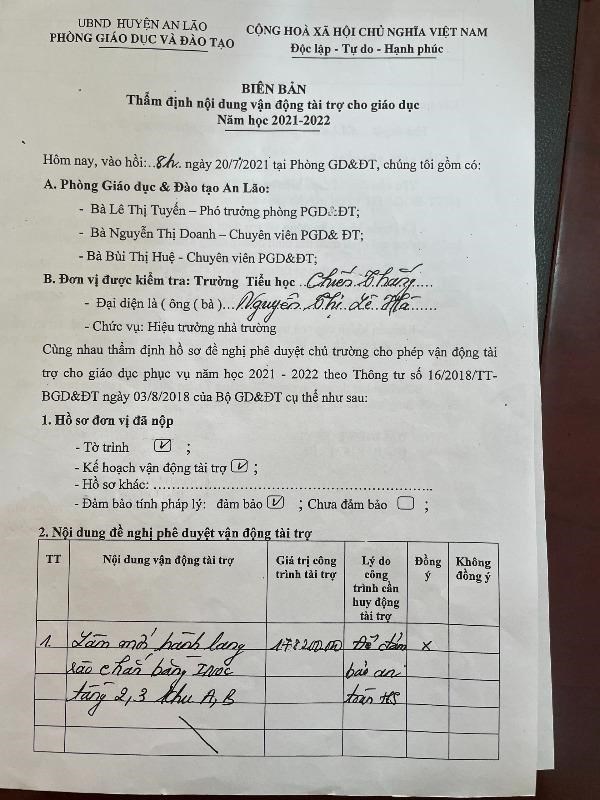 UBND HUYỆN AN LÃO
PHÒNG GIÁO DỤC VÀ ĐÀO TẠO
CỘNG HOÀ XÃ HỘI CHỦ NGHĨA VIỆT NAM
Độc lập - Tự do - Hạnh phúc
BIÊN BẢN
Thẩm định nội dung vận động tài trợ cho giáo dục
Năm học 2021-2022
Hôm nay, vào hồi:..8h.. ngày 20/7/2021 tại Phòng GD&ĐT, chúng tôi gồm có:
A. Phòng Giáo dục & Đào tạo An Lão:
- Bà Lê Thị Tuyến – Phó trưởng phòng PGD&ĐT;
- Bà Nguyễn Thị Doanh – Chuyên viên PGD& ĐT;
- Bà Bùi Thị Huệ - Chuyên viên PGD&ĐT;
B. Đơn vị được kiểm tra: Trường Tiểu học ..Chiến Thắng....
- Đại diện là ( ông ( bà )...Nguyễn Thị Lê Hà......
- Chức vụ: Hiệu trưởng nhà trường
Cùng nhau thẩm định hồ sơ đề nghị phê duyệt chủ trường cho phép vận động tài
trợ cho giáo dục phục vụ năm học 2021 - 2022 theo Thông tư số 16/2018/TT-
BGD&ĐT ngày 03/8/2018 của Bộ GD&ĐT cụ thể như sau:
1. Hồ sơ đơn vị đã nộp
- Tờ trình ☑ ;
- Kế hoạch vận động tài trợ ☑ ;
- Hồ sơ khác: ..................................................
- Đảm bảo tính pháp lý: đảm bảo ☑ ; Chưa đảm bảo ☐ ;
2. Nội dung đề nghị phê duyệt vận động tài trợ
TT Nội dung vận động tài trợ Giá trị công trình tài trợ Lý do công trình cần huy động tài trợ Đồng ý Không đồng ý
1. Làm mới hành lang 178200.000 Để đảm x
rào chắn bằng Inoc bảo an
tầng 2,3 khu A, B toàn HS